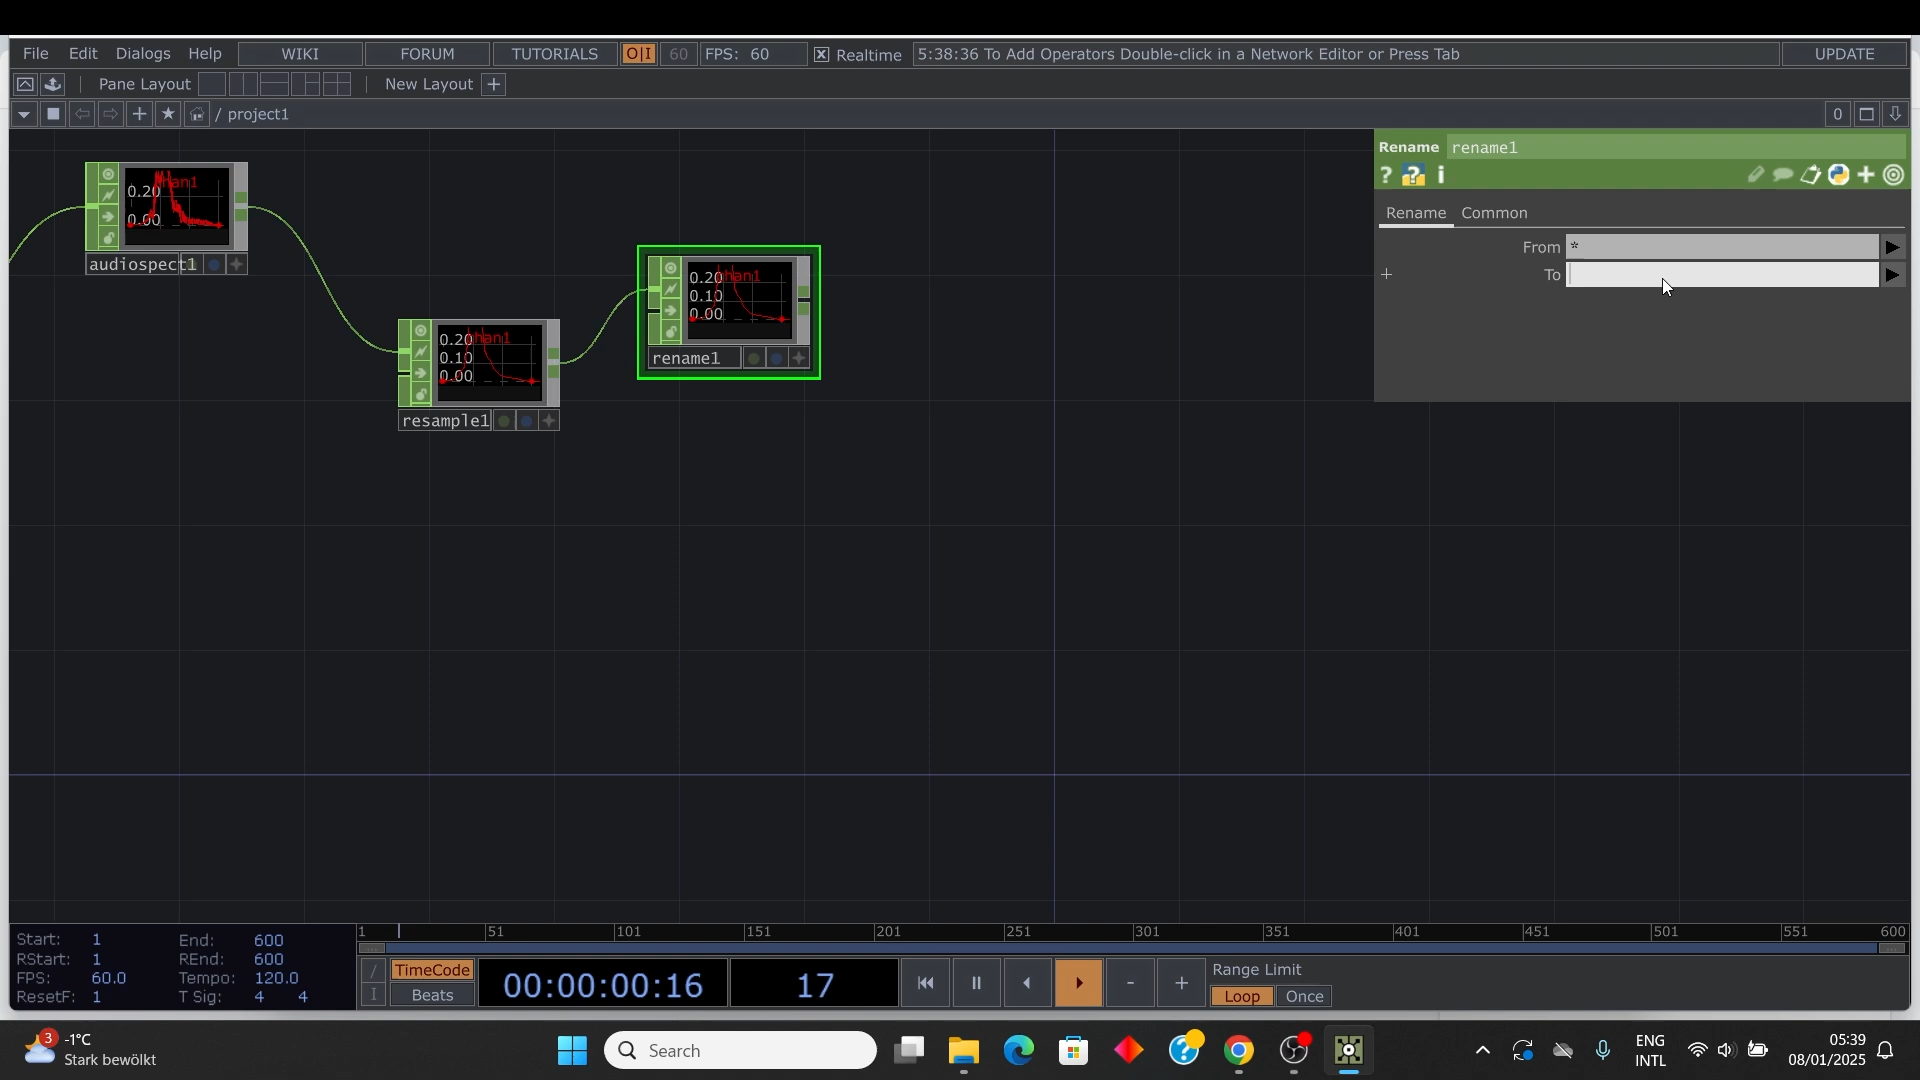 File Edit Dialogs Help WIKI FORUM TUTORIALS O|I 60 FPS: 60 Realtime 5:38:36 To Add Operators Double-click in a Network Editor or Press Tab UPDATE
Pane Layout New Layout +
/ project1 0
Rename rename1
? ? i
Rename Common
From *
+ To
0.20 han1
0.00
audiospect1
0.20 han1
0.10
0.00
resample1
0.20 han1
0.10
0.00
rename1
Start: 1 End: 600
RStart: 1 REnd: 600
FPS: 60.0 Tempo: 120.0
ResetF: 1 T Sig: 4 4
1 51 101 151 201 251 301 351 401 451 501 551 600
/ TimeCode 00:00:00:16 17 - + Range Limit
I Beats Loop Once
3 -1°C
Stark bewölkt
Search
ENG
INTL
05:39
08/01/2025